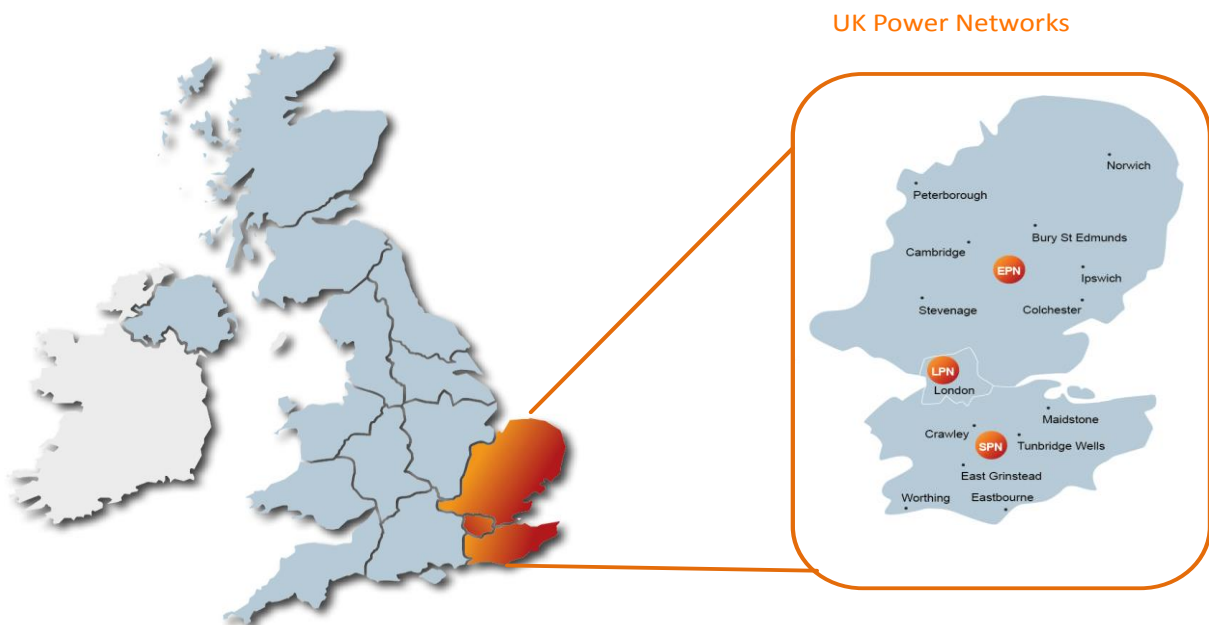 UK Power Networks
Norwich
Peterborough
Bury St Edmunds
Cambridge
EPN
Ipswich
Stevenage
Colchester
LPN
London
Maidstone
Crawley
SPN
Tunbridge Wells
East Grinstead
Worthing
Eastbourne